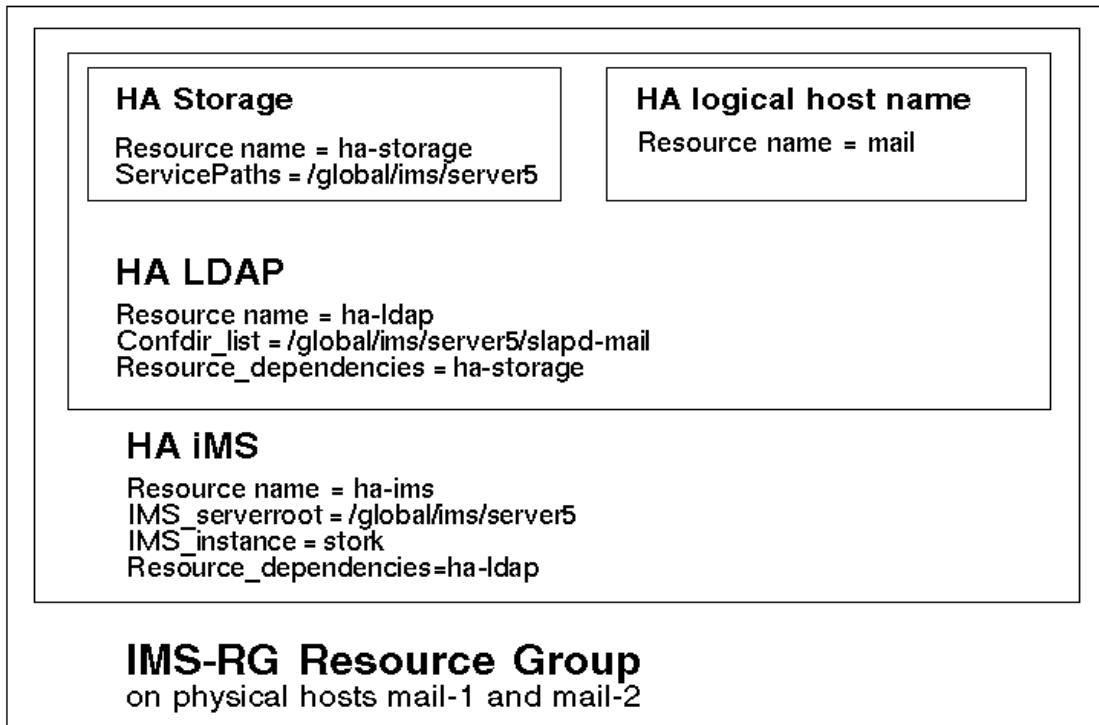 HA Storage
Resource name = ha-storage
ServicePaths = /global/ims/server5
HA logical host name
Resource name = mail
HA LDAP
Resource name = ha-ldap
Confdir_list = /global/ims/server5/slapd-mail
Resource_dependencies = ha-storage
HA iMS
Resource name = ha-ims
IMS_serverroot = /global/ims/server5
IMS_instance = stork
Resource_dependencies=ha-ldap
IMS-RG Resource Group
on physical hosts mail-1 and mail-2